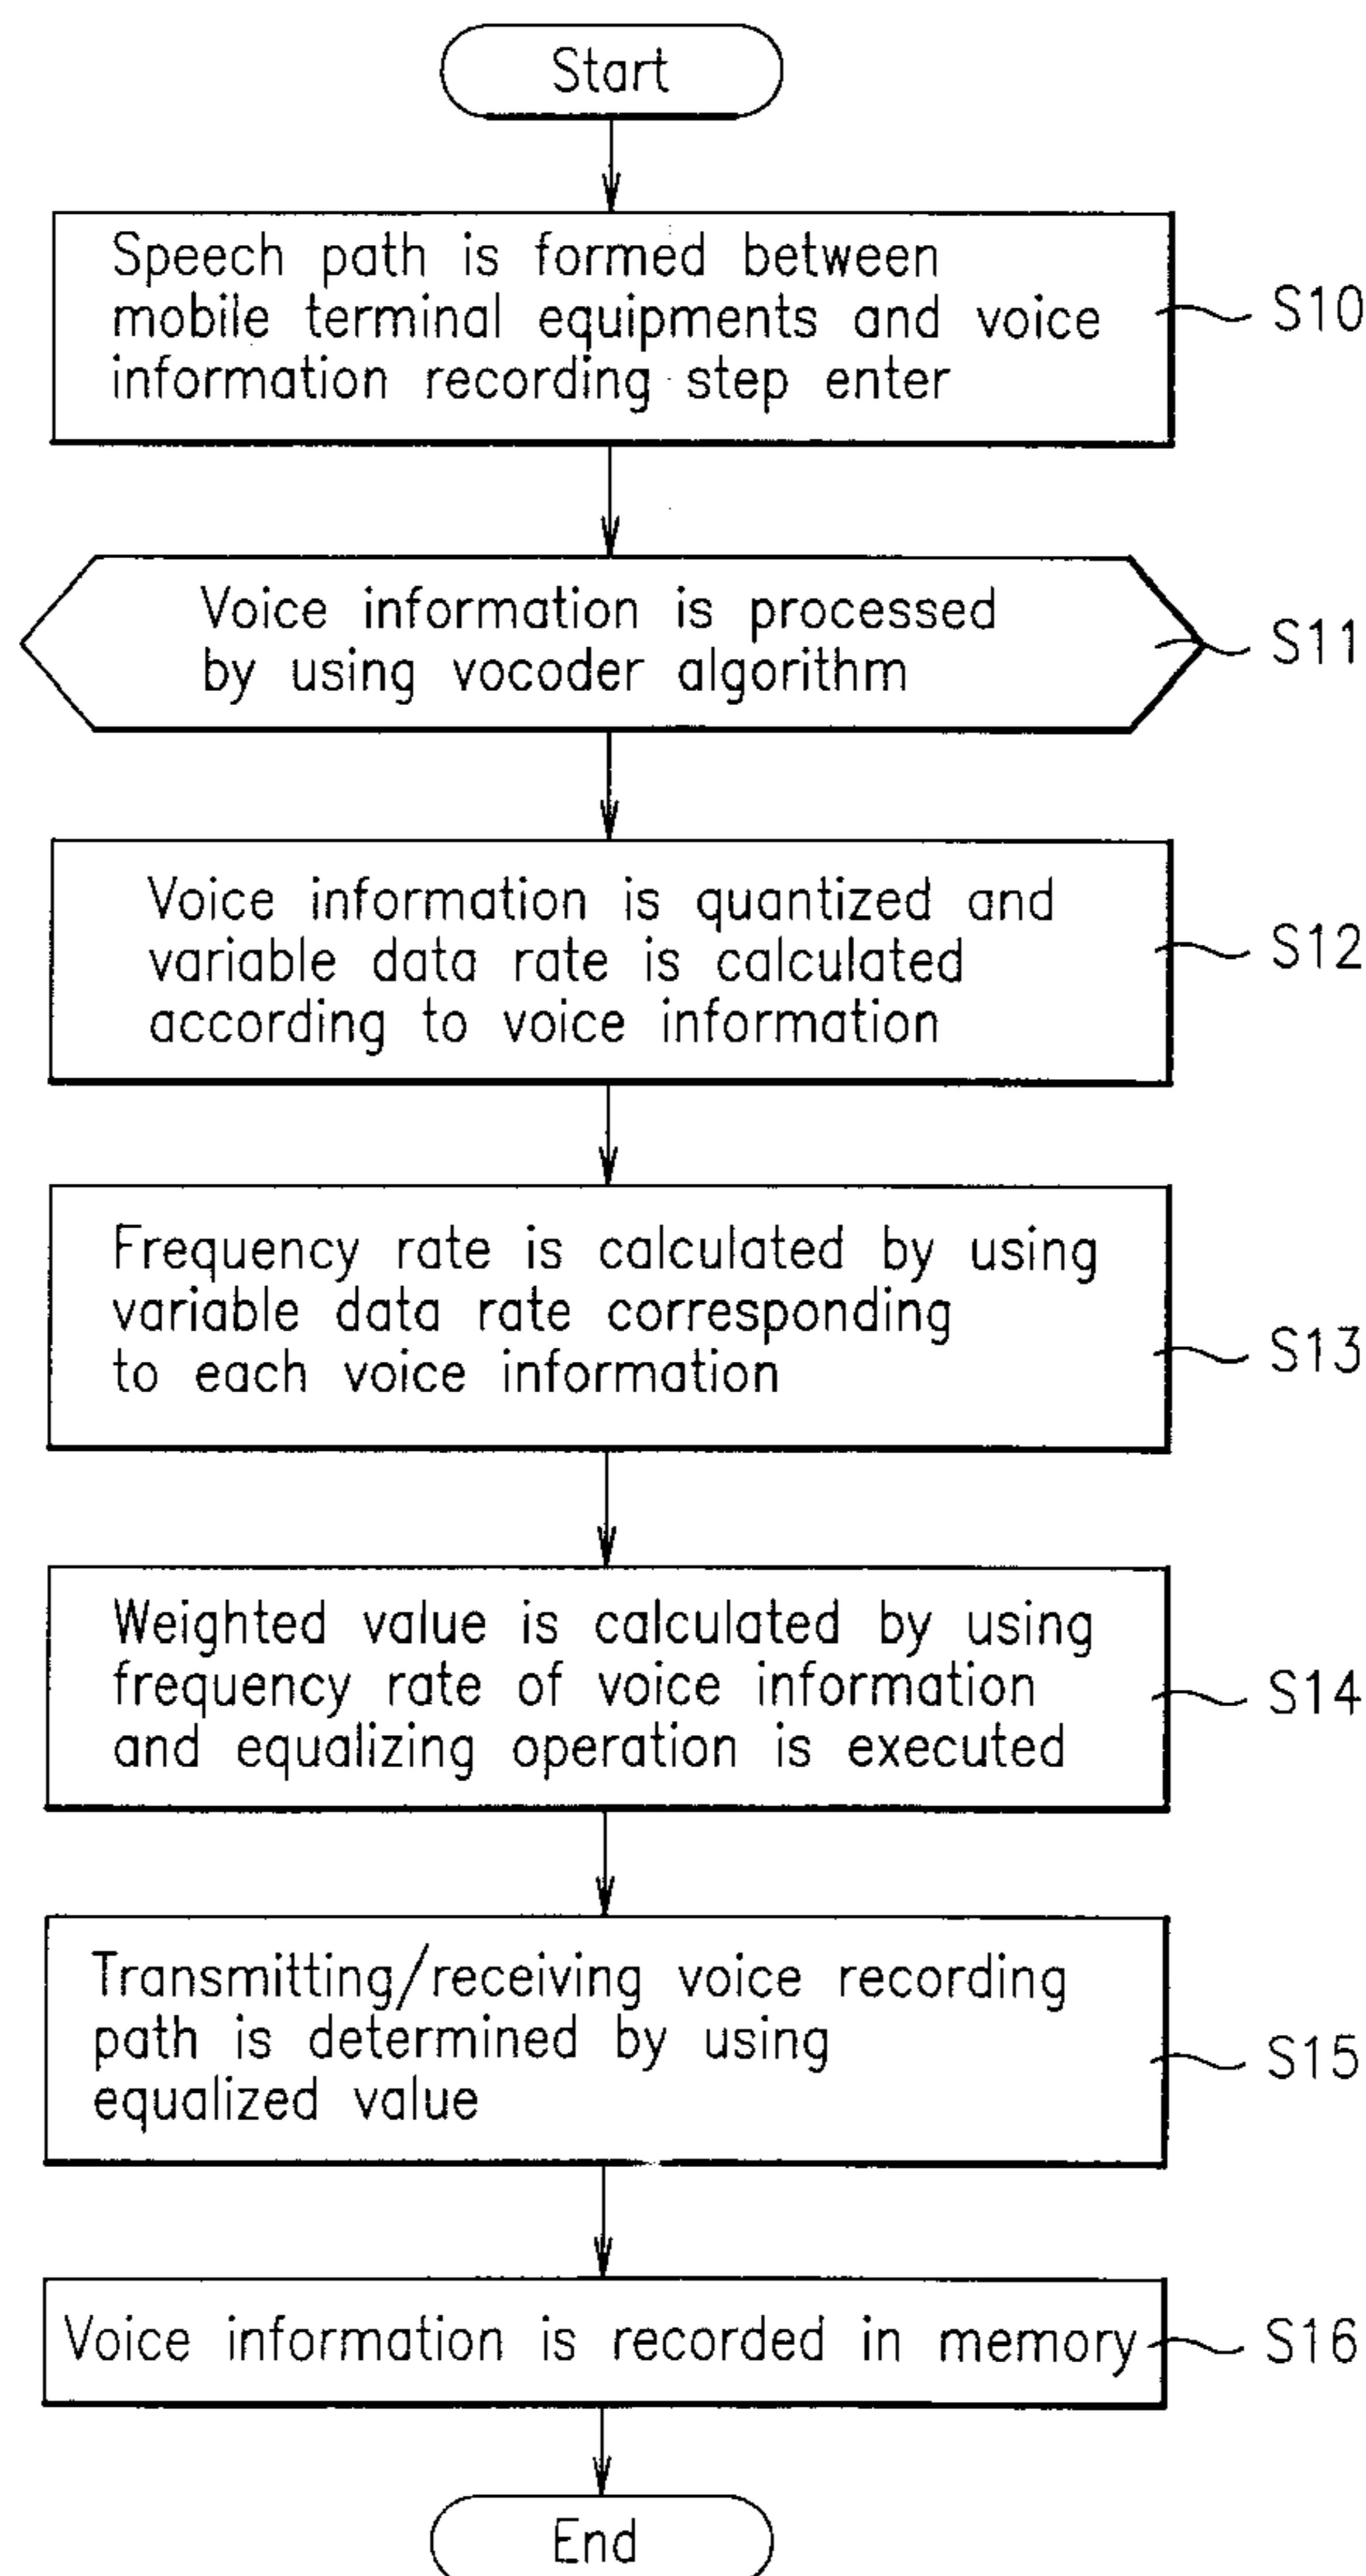 Start
Speech path is formed between
mobile terminal equipments and voice
information recording step enter
S10
Voice information is processed
by using vocoder algorithm
S11
Voice information is quantized and
variable data rate is calculated
according to voice information
S12
Frequency rate is calculated by using
variable data rate corresponding
to each voice information
S13
Weighted value is calculated by using
frequency rate of voice information
and equalizing operation is executed
S14
Transmitting/receiving voice recording
path is determined by using
equalized value
S15
Voice information is recorded in memory
S16
End